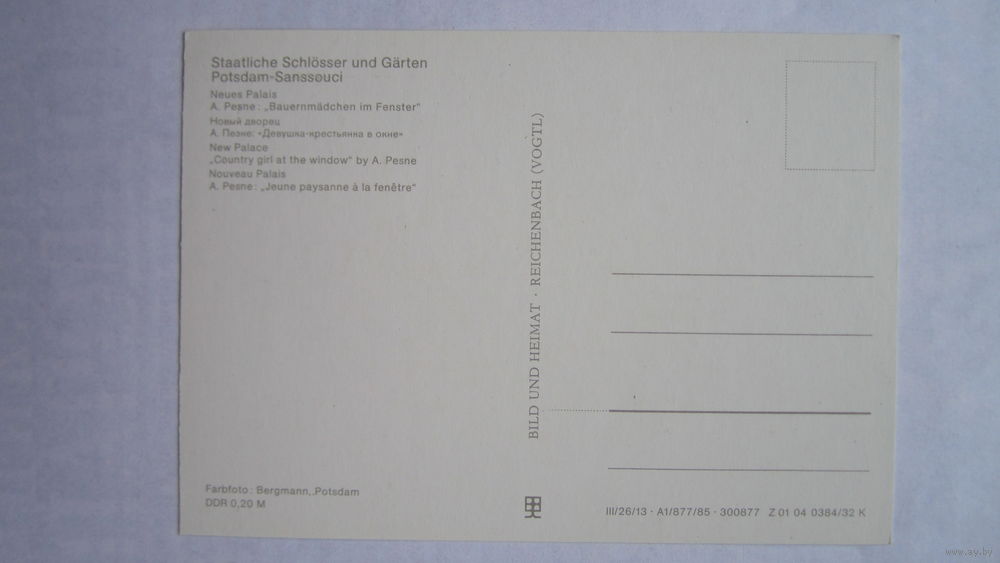 Staatliche Schlösser und Gärten
Potsdam-Sanssouci
Neues Palais
A. Pesne: „Bauernmädchen im Fenster“
Новый дворец
А. Пезне: «Девушка-крестьянка в окне»
New Palace
„Country girl at the window“ by A. Pesne
Nouveau Palais
A. Pesne: „Jeune paysanne à la fenêtre“
BILD UND HEIMAT · REICHENBACH (VOGTL)
Farbfoto: Bergmann, Potsdam
DDR 0,20 M
III/26/13 · A1/877/85 · 300877 Z 01 04 0384/32 K
www.ay.by